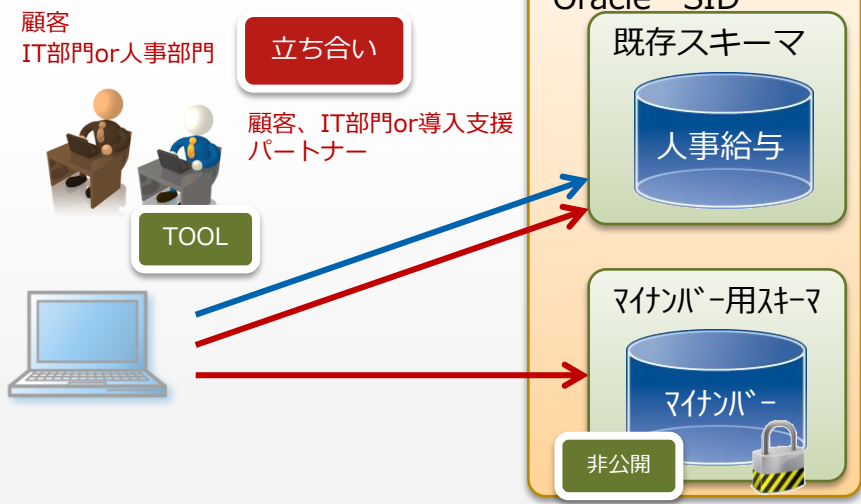 Oracle SID
顧客
IT部門or人事部門
立ち合い
既存スキーマ
顧客、IT部門or導入支援
パートナー
人事給与
TOOL
ﾏｲﾅﾝﾊﾞｰ用ｽｷｰﾏ
ﾏｲﾅﾝﾊﾞｰ
非公開